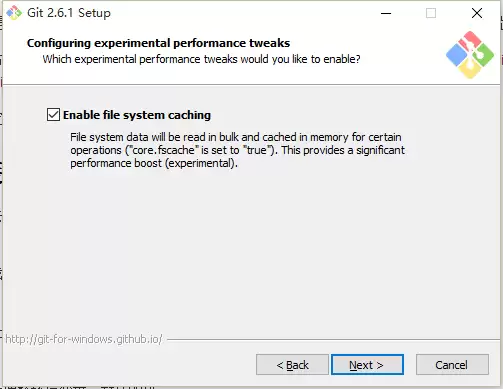 Git 2.6.1 Setup
Configuring experimental performance tweaks
Which experimental performance tweaks would you like to enable?
Enable file system caching
File system data will be read in bulk and cached in memory for certain
operations ("core.fscache" is set to "true"). This provides a significant
performance boost (experimental).
http://git-for-windows.github.io/
< Back
Next >
Cancel